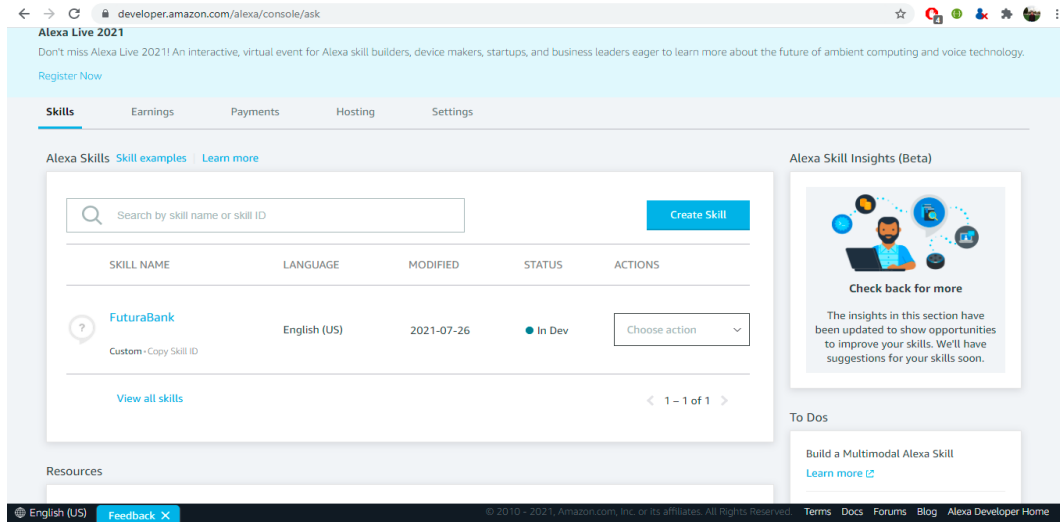 developer.amazon.com/alexa/console/ask
4
Alexa Live 2021
Don't miss Alexa Live 2021! An interactive, virtual event for Alexa skill builders, device makers, startups, and business leaders eager to learn more about the future of ambient computing and voice technology.
Register Now
Skills Earnings Payments Hosting Settings
Alexa Skills Skill examples Learn more
Search by skill name or skill ID
Create Skill
SKILL NAME LANGUAGE MODIFIED STATUS ACTIONS
FuturaBank
English (US) 2021-07-26 In Dev Choose action
Custom · Copy Skill ID
View all skills
1 – 1 of 1
Resources
Alexa Skill Insights (Beta)
Check back for more
The insights in this section have
been updated to show opportunities
to improve your skills. We'll have
suggestions for your skills soon.
To Dos
Build a Multimodal Alexa Skill
Learn more
English (US) Feedback X © 2010 - 2021, Amazon.com, Inc. or its affiliates. All Rights Reserved. Terms Docs Forums Blog Alexa Developer Home